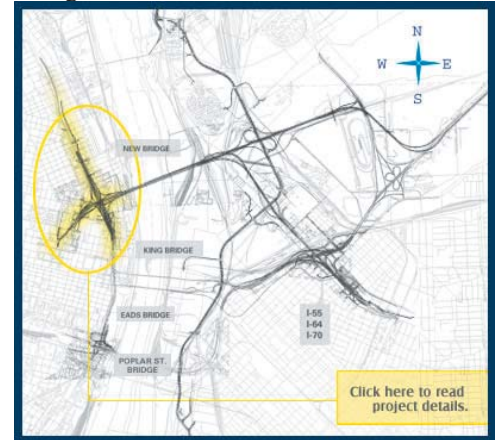 N
W E
S
NEW BRIDGE
KING BRIDGE
EADS BRIDGE
I-55
I-64
I-70
POPLAR ST.
BRIDGE
Click here to read
project details.